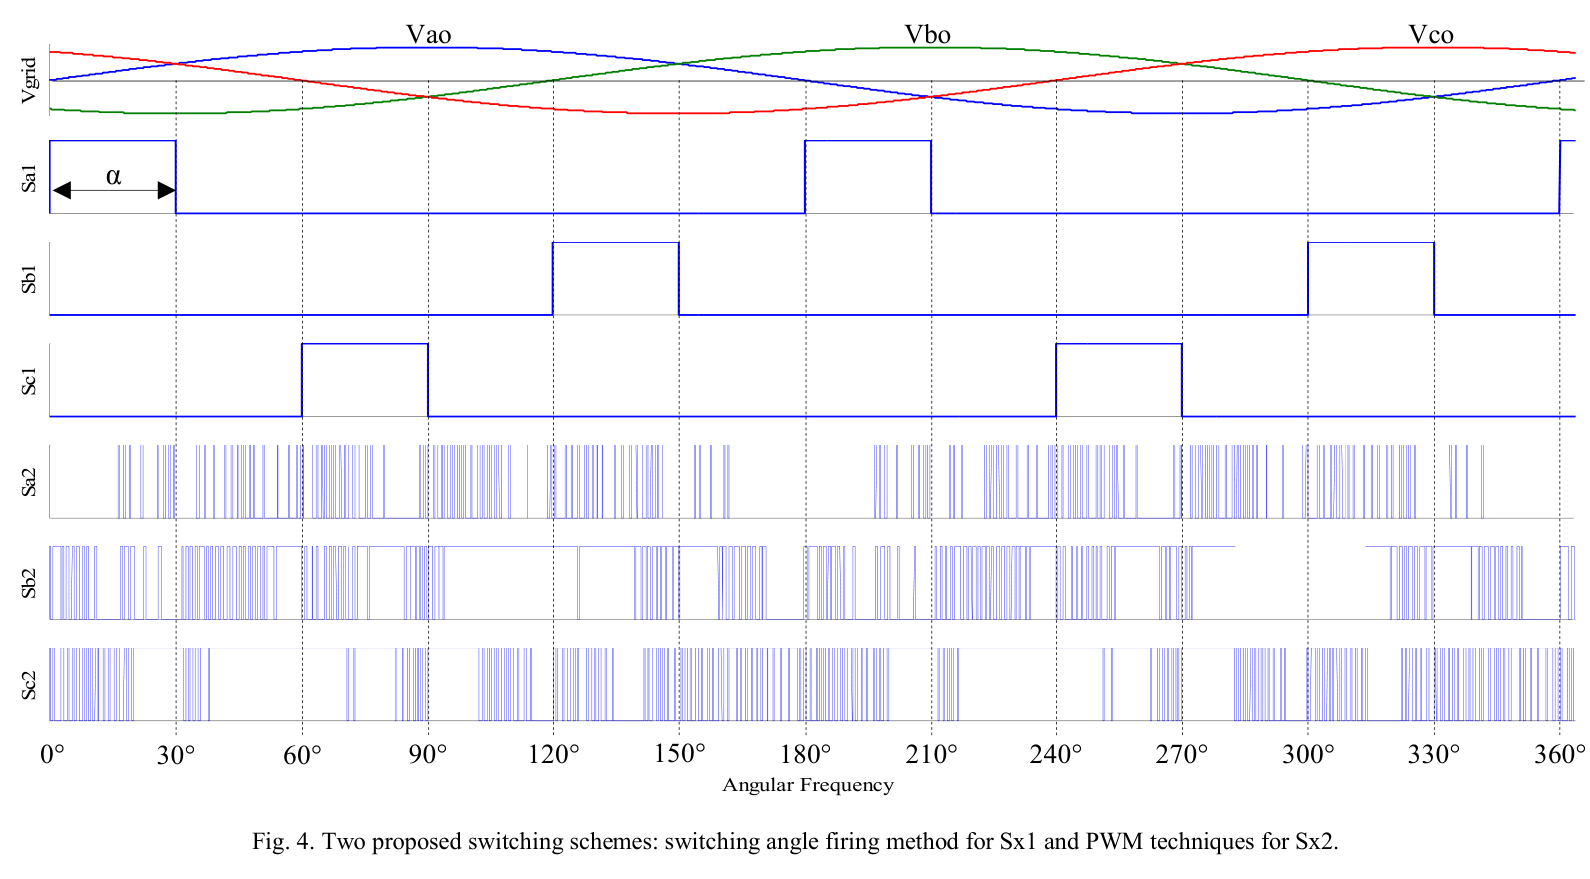 Vao Vbo Vco
Vgrid
Sa1
α
Sb1
Sc1
Sa2
Sb2
Sc2
0° 30° 60° 90° 120° 150° 180° 210° 240° 270° 300° 330° 360°
Angular Frequency
Fig. 4. Two proposed switching schemes: switching angle firing method for Sx1 and PWM techniques for Sx2.